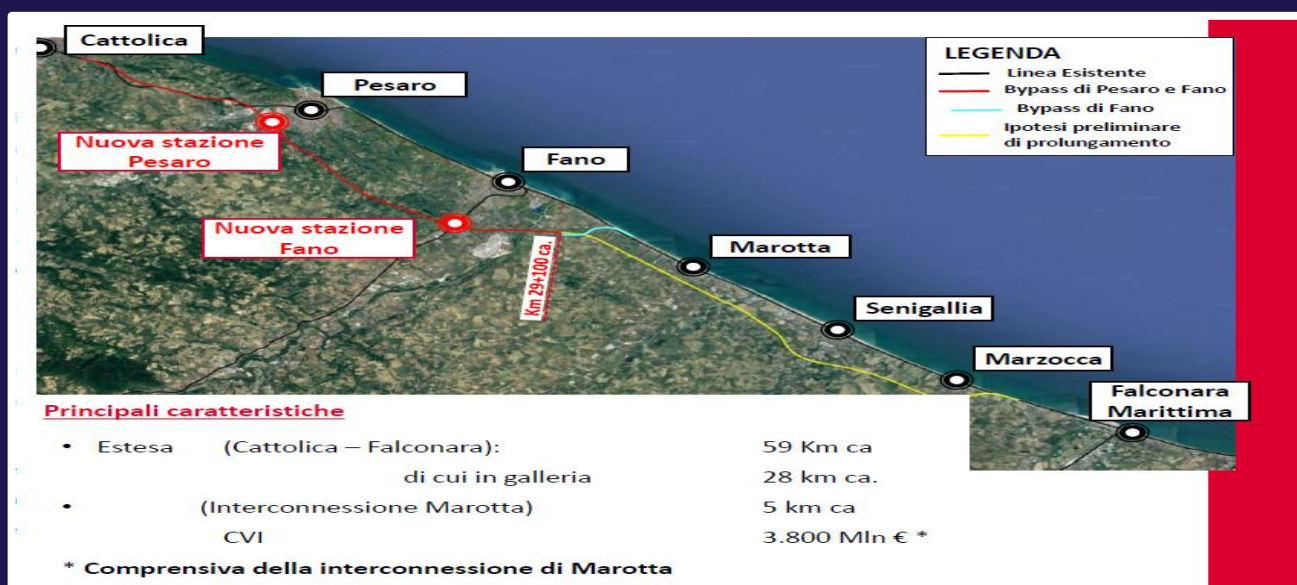 Cattolica
Pesaro
Nuova stazione
Pesaro
Fano
Nuova stazione
Fano
Km 29+100 ca.
Marotta
Senigallia
Marzocca
Falconara
Marittima
LEGENDA
Linea Esistente
Bypass di Pesaro e Fano
Bypass di Fano
Ipotesi preliminare
di prolungamento
Principali caratteristiche
• Estesa (Cattolica – Falconara): 59 Km ca
di cui in galleria 28 km ca.
• (Interconnessione Marotta) 5 km ca
CVI 3.800 Mln € *
* Comprensiva della interconnessione di Marotta